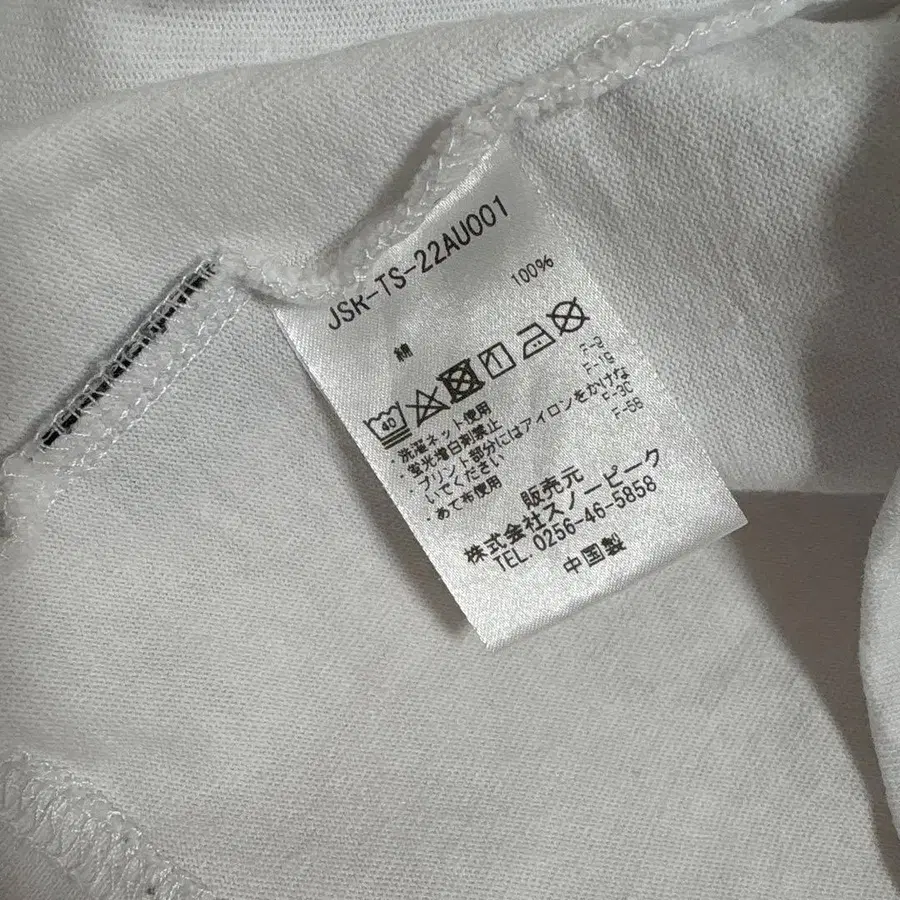 JSK-TS-22AU001
綿 100%
40
・洗濯ネット使用 F-9
・蛍光増白剤禁止 F-19
・プリント部分にはアイロンをかけな F-30
いでください F-68
・あて布使用
販売元
株式会社スノーピーク
TEL. 0256-46-5858
中国製